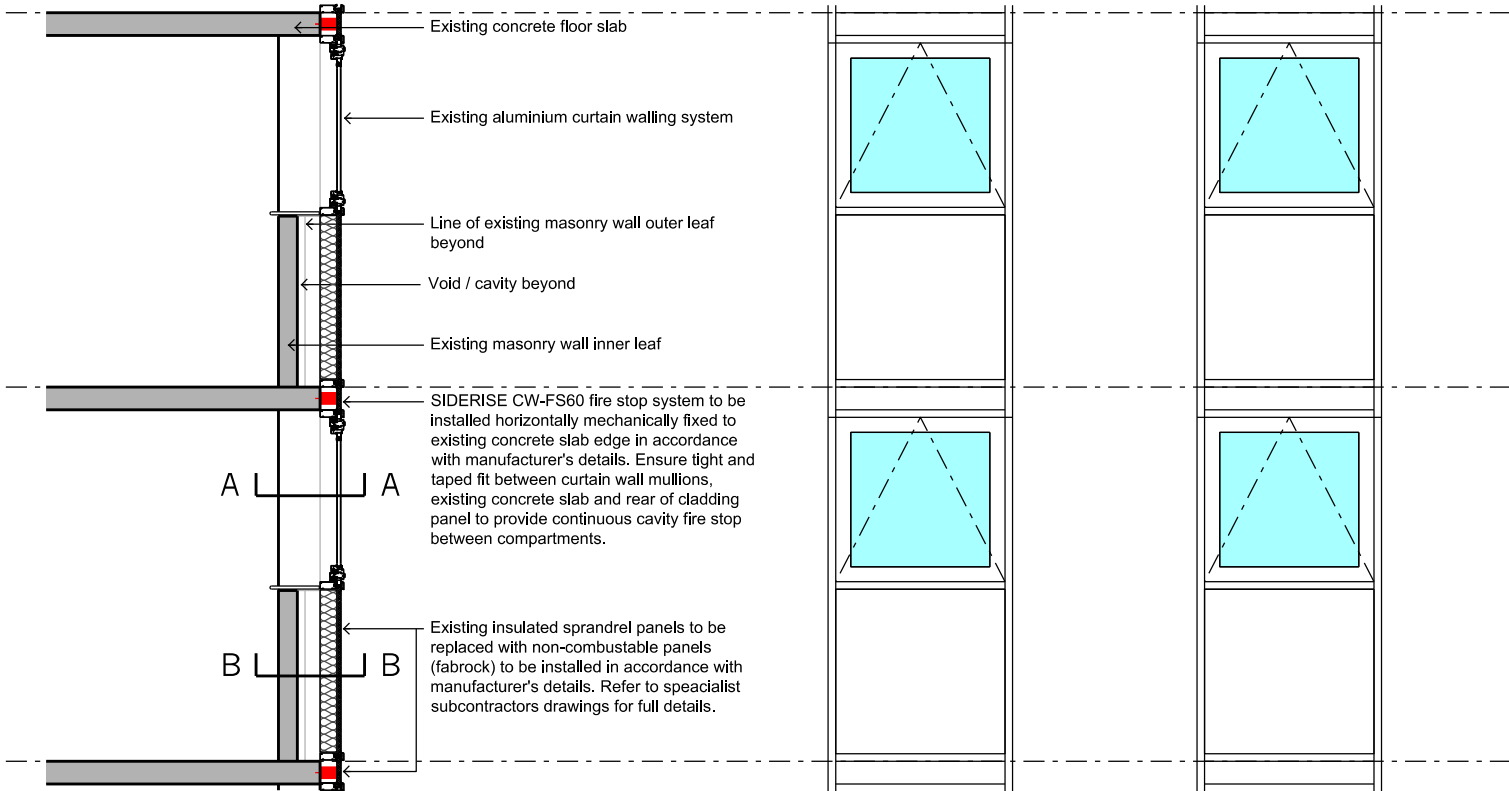 Existing concrete floor slab
Existing aluminium curtain walling system
Line of existing masonry wall outer leaf
beyond
Void / cavity beyond
Existing masonry wall inner leaf
SIDERISE CW-FS60 fire stop system to be
installed horizontally mechanically fixed to
existing concrete slab edge in accordance
with manufacturer's details. Ensure tight and
taped fit between curtain wall mullions,
existing concrete slab and rear of cladding
panel to provide continuous cavity fire stop
between compartments.
A A
Existing insulated sprandrel panels to be
replaced with non-combustable panels
(fabrock) to be installed in accordance with
manufacturer's details. Refer to speacialist
subcontractors drawings for full details.
B B